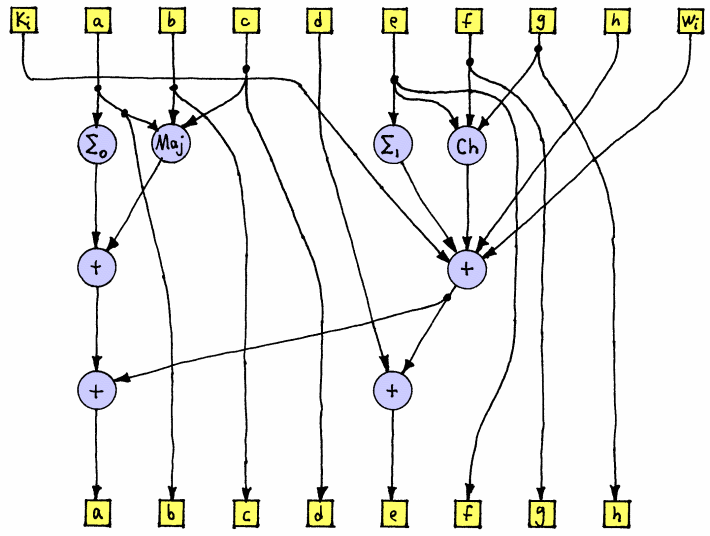 Ki a b c d e f g h Wi
Σ₀ Maj Σ₁ Ch
+ +
+ +
a b c d e f g h